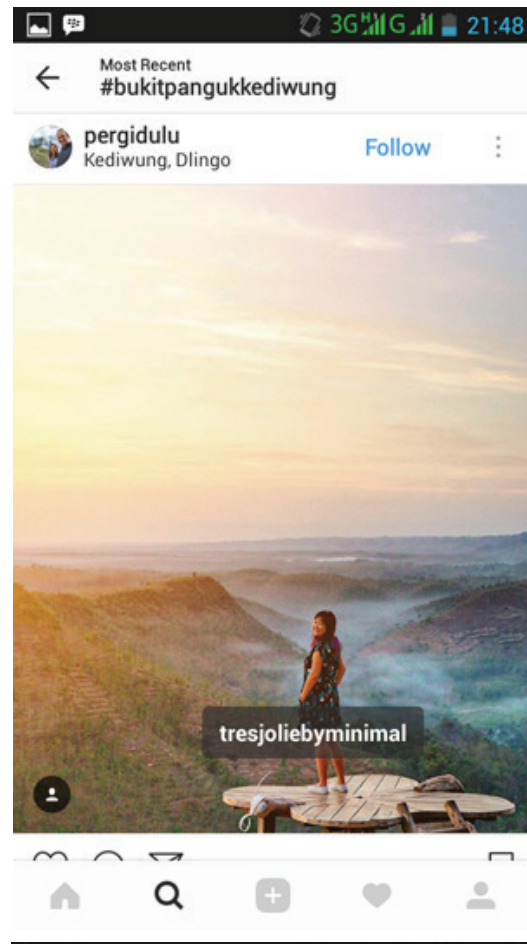 3G H G 21:48
Most Recent
#bukitpangukkediwung
pergidulu
Kediwung, Dlingo
Follow
tresjoliebyminimal